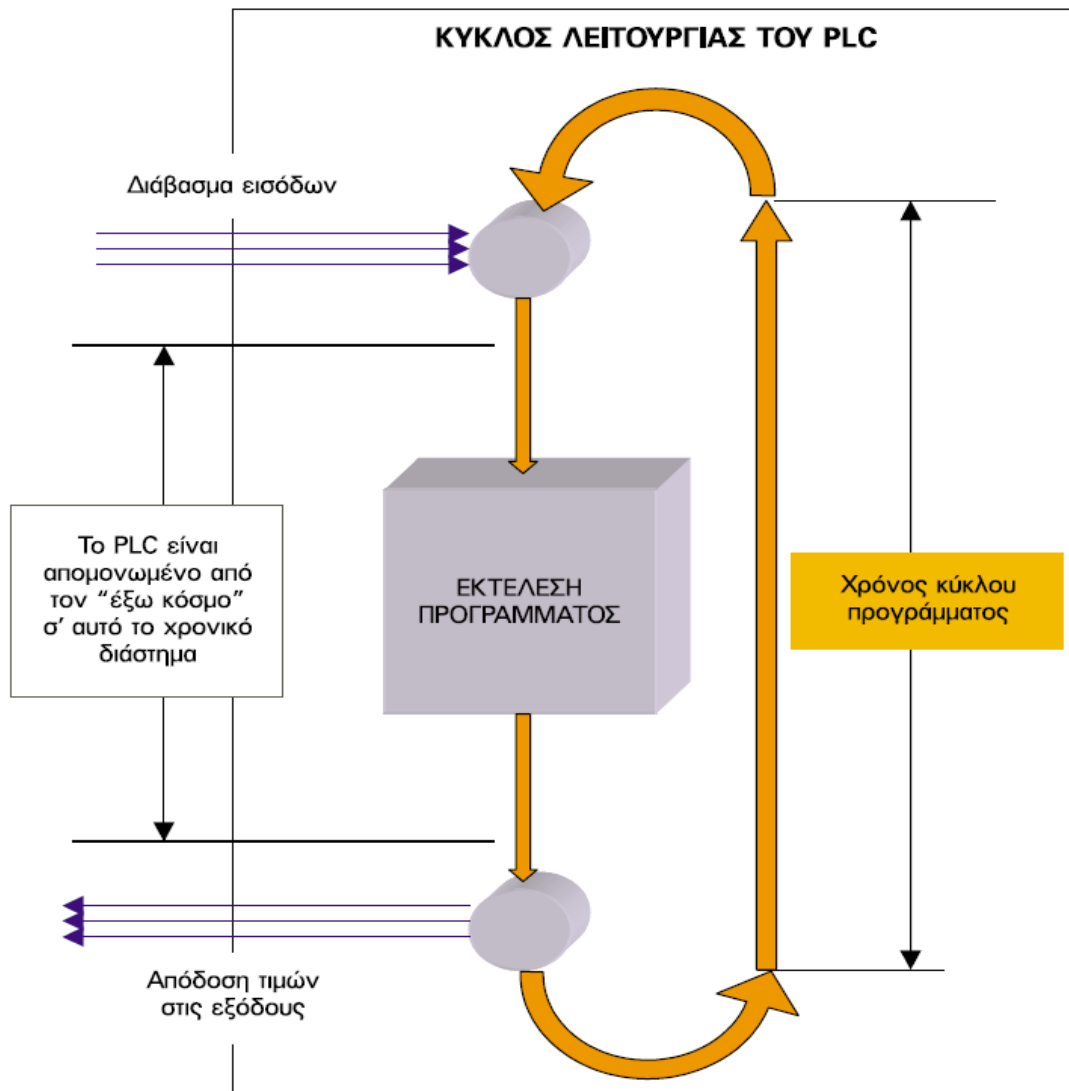 ΚΥΚΛΟΣ ΛΕΙΤΟΥΡΓΙΑΣ ΤΟΥ PLC
Διάβασμα εισόδων
Το PLC είναι
απομονωμένο από
τον “έξω κόσμο”
σ’ αυτό το χρονικό
διάστημα
ΕΚΤΕΛΕΣΗ
ΠΡΟΓΡΑΜΜΑΤΟΣ
Χρόνος κύκλου
προγράμματος
Απόδοση τιμών
στις εξόδους